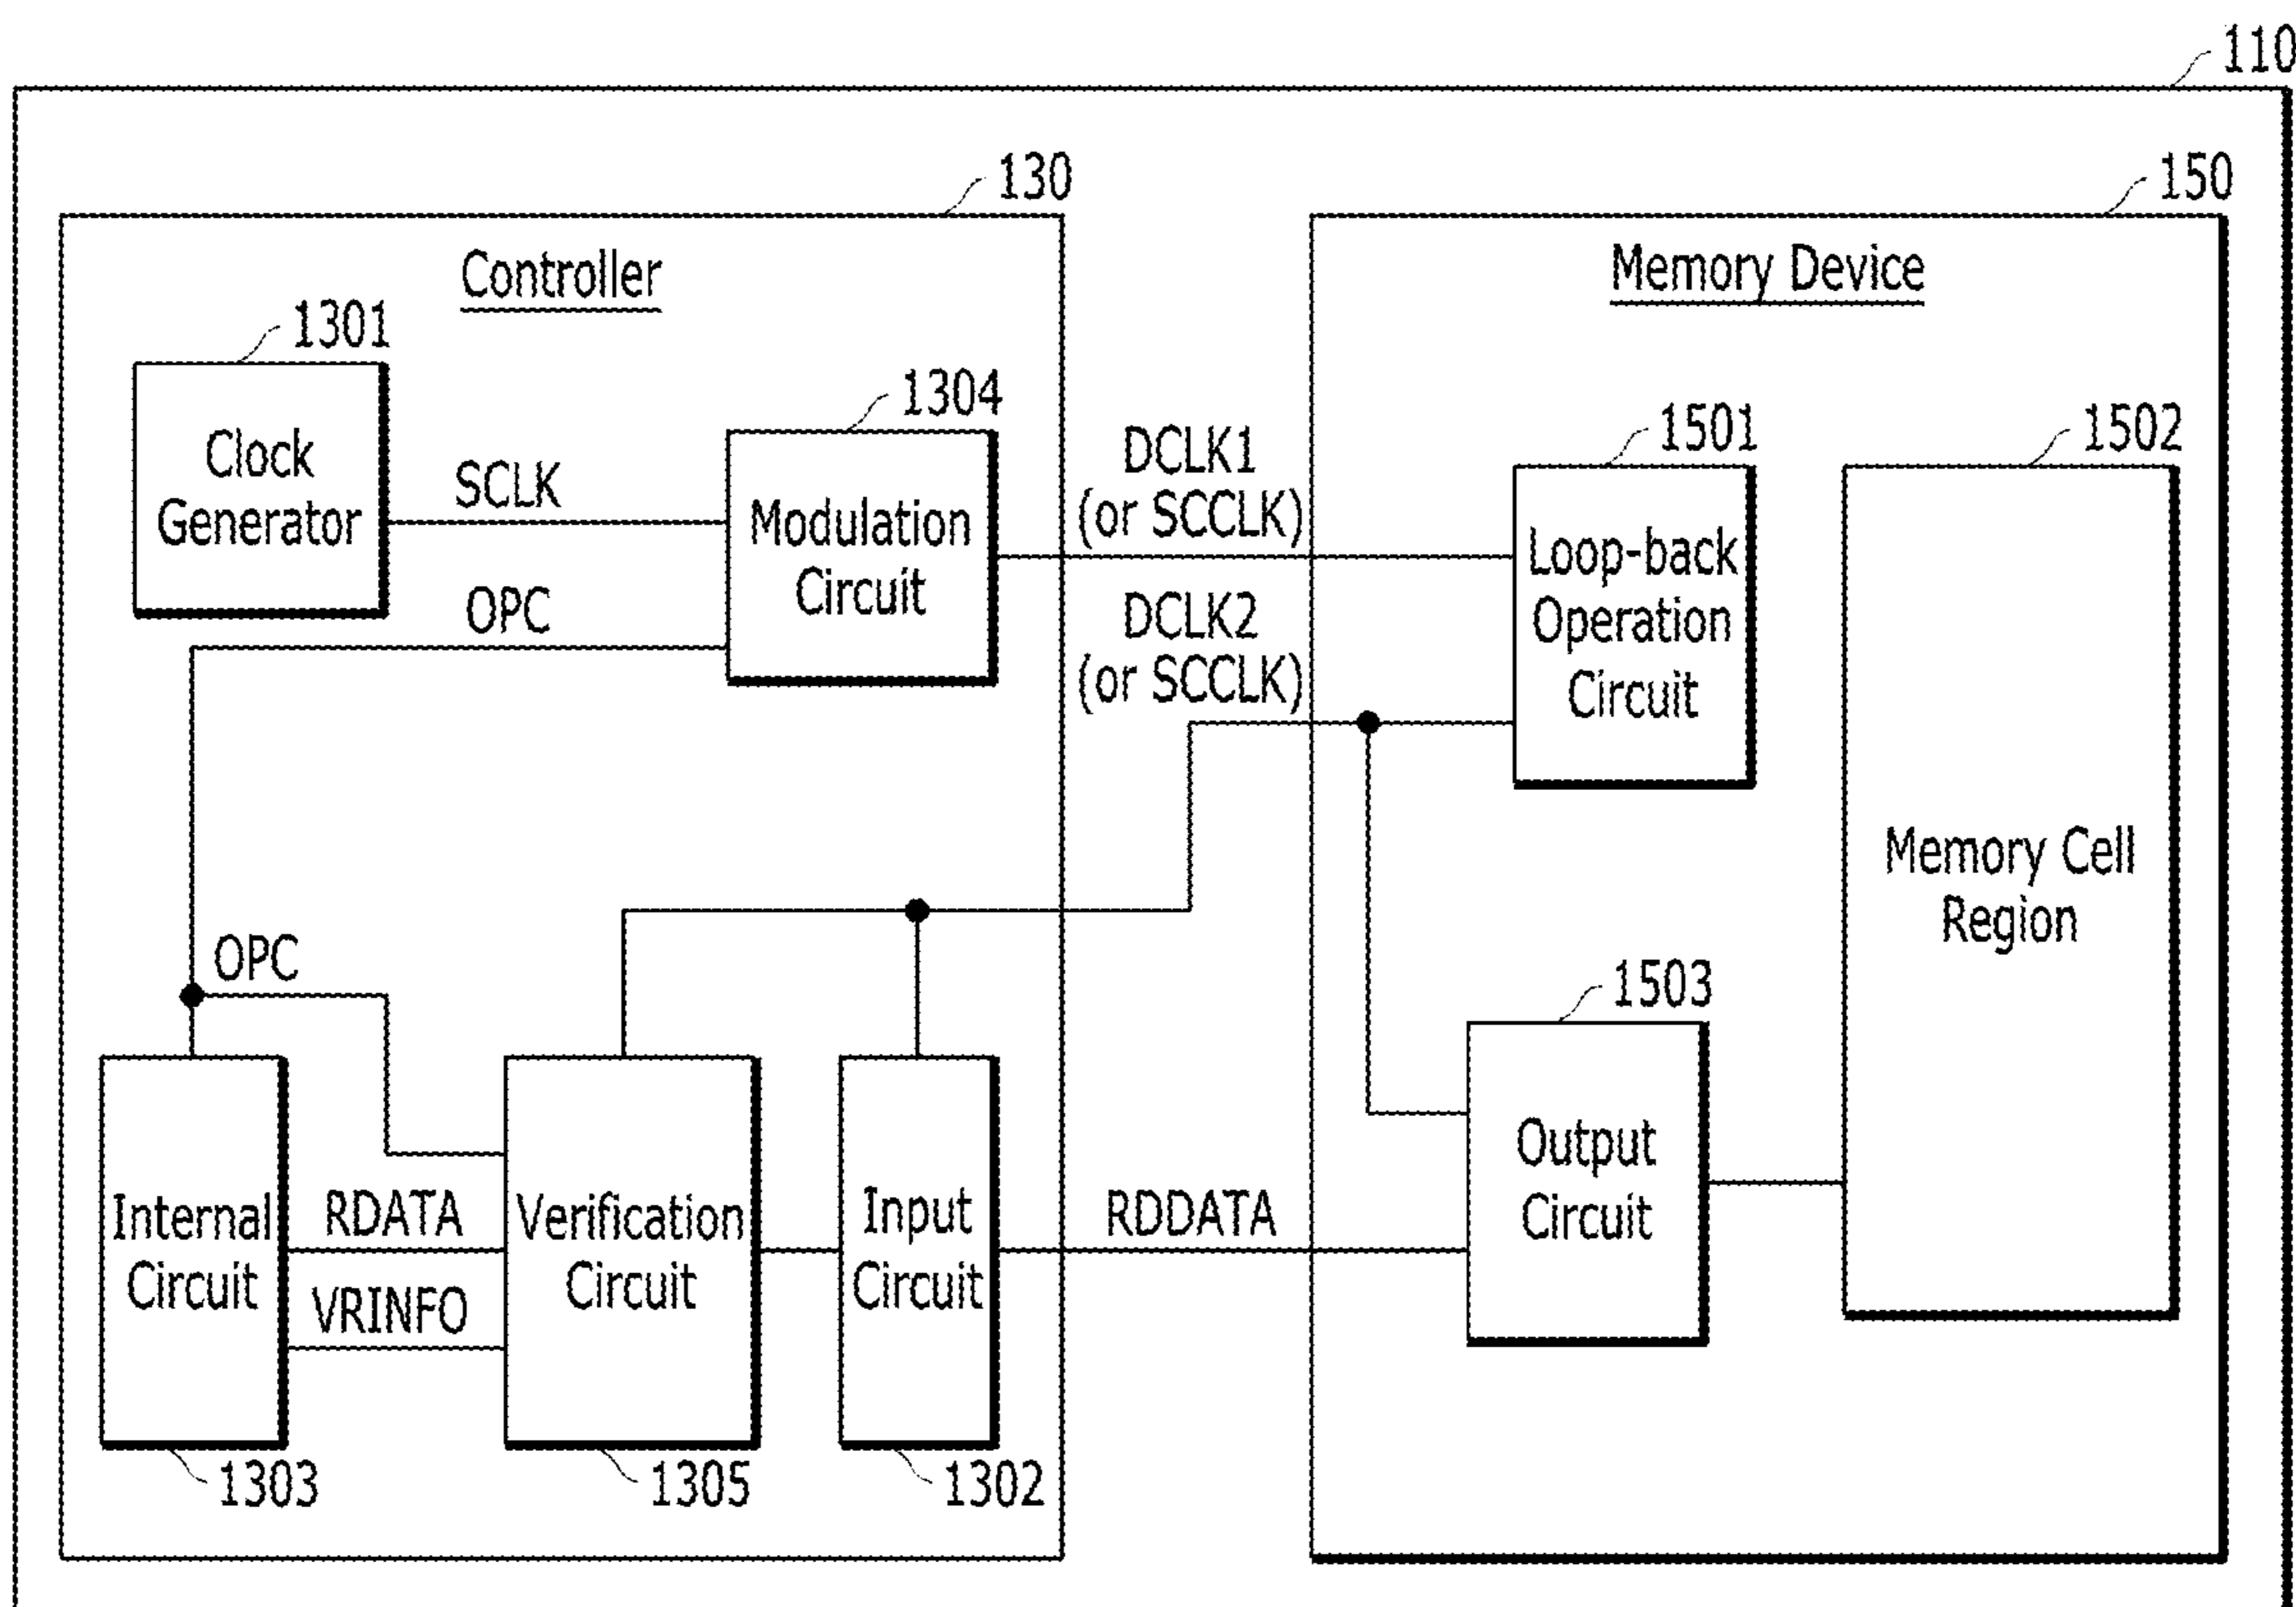 110
130
150
Controller
Memory Device
1301
1304
1501
1502
Clock
Generator
SCLK
OPC
Modulation
Circuit
DCLK1
(or SCCLK)
DCLK2
(or SCCLK)
Loop-back
Operation
Circuit
Memory Cell
Region
OPC
1503
Internal
Circuit
RDATA
VRINFO
Verification
Circuit
Input
Circuit
RDDATA
Output
Circuit
1303
1305
1302